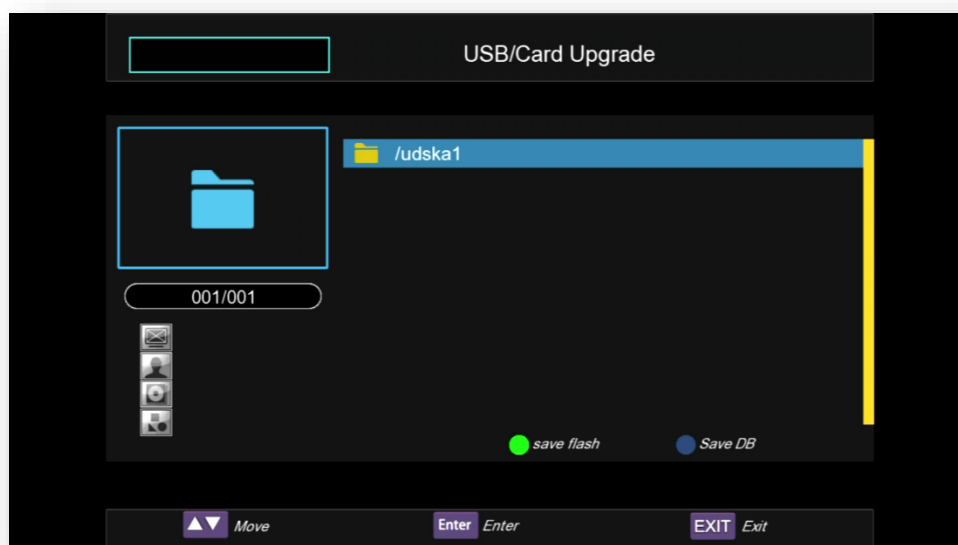 USB/Card Upgrade
/udska1
001/001
save flash
Save DB
Move
Enter Enter
EXIT Exit